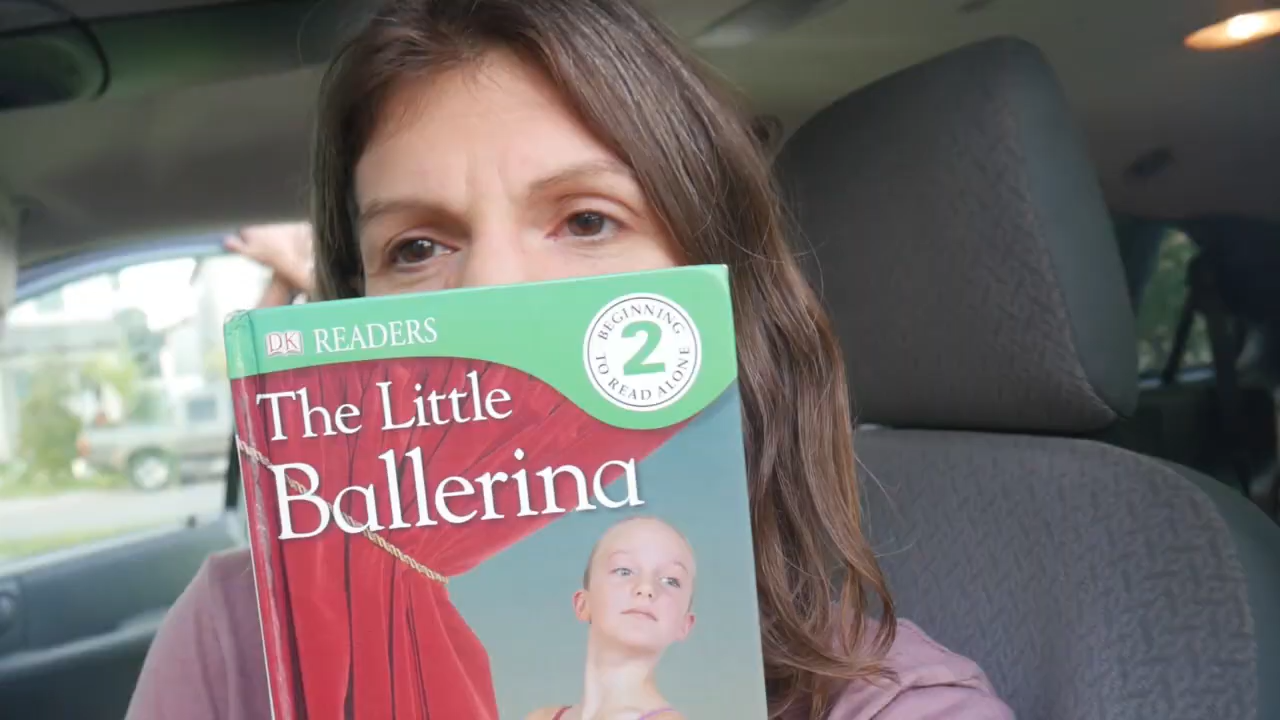 DK READERS
BEGINNING
2
TO READ ALONE
The Little
Ballerina